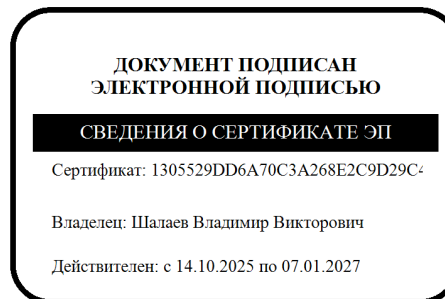 ДОКУМЕНТ ПОДПИСАН
ЭЛЕКТРОННОЙ ПОДПИСЬЮ
СВЕДЕНИЯ О СЕРТИФИКАТЕ ЭП
Сертификат: 1305529DD6A70C3A268E2C9D29C4
Владелец: Шалаев Владимир Викторович
Действителен: с 14.10.2025 по 07.01.2027